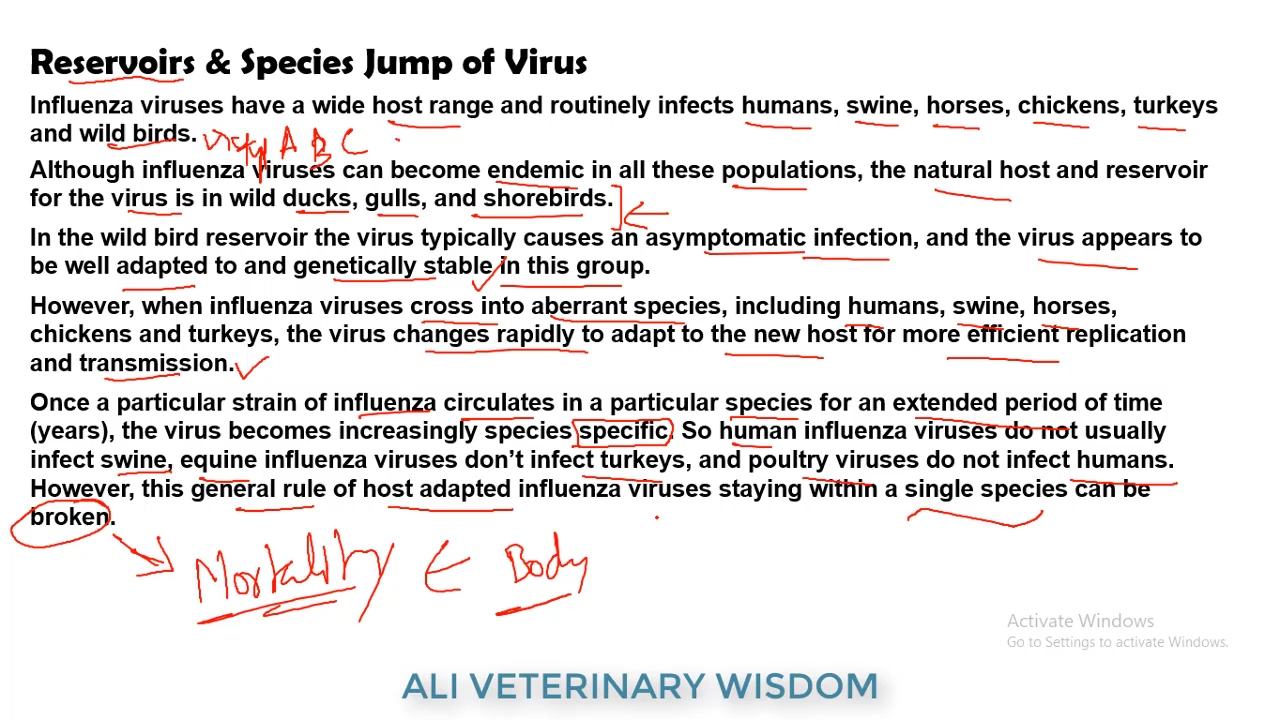 Reservoirs & Species Jump of Virus
Influenza viruses have a wide host range and routinely infects humans, swine, horses, chickens, turkeys
and wild birds.
A B C
Although influenza viruses can become endemic in all these populations, the natural host and reservoir
for the virus is in wild ducks, gulls, and shorebirds.
In the wild bird reservoir the virus typically causes an asymptomatic infection, and the virus appears to
be well adapted to and genetically stable in this group.
However, when influenza viruses cross into aberrant species, including humans, swine, horses,
chickens and turkeys, the virus changes rapidly to adapt to the new host for more efficient replication
and transmission.
Once a particular strain of influenza circulates in a particular species for an extended period of time
(years), the virus becomes increasingly species specific. So human influenza viruses do not usually
infect swine, equine influenza viruses don't infect turkeys, and poultry viruses do not infect humans.
However, this general rule of host adapted influenza viruses staying within a single species can be
broken.
Mortality ← Body
Activate Windows
Go to Settings to activate Windows.
ALI VETERINARY WISDOM